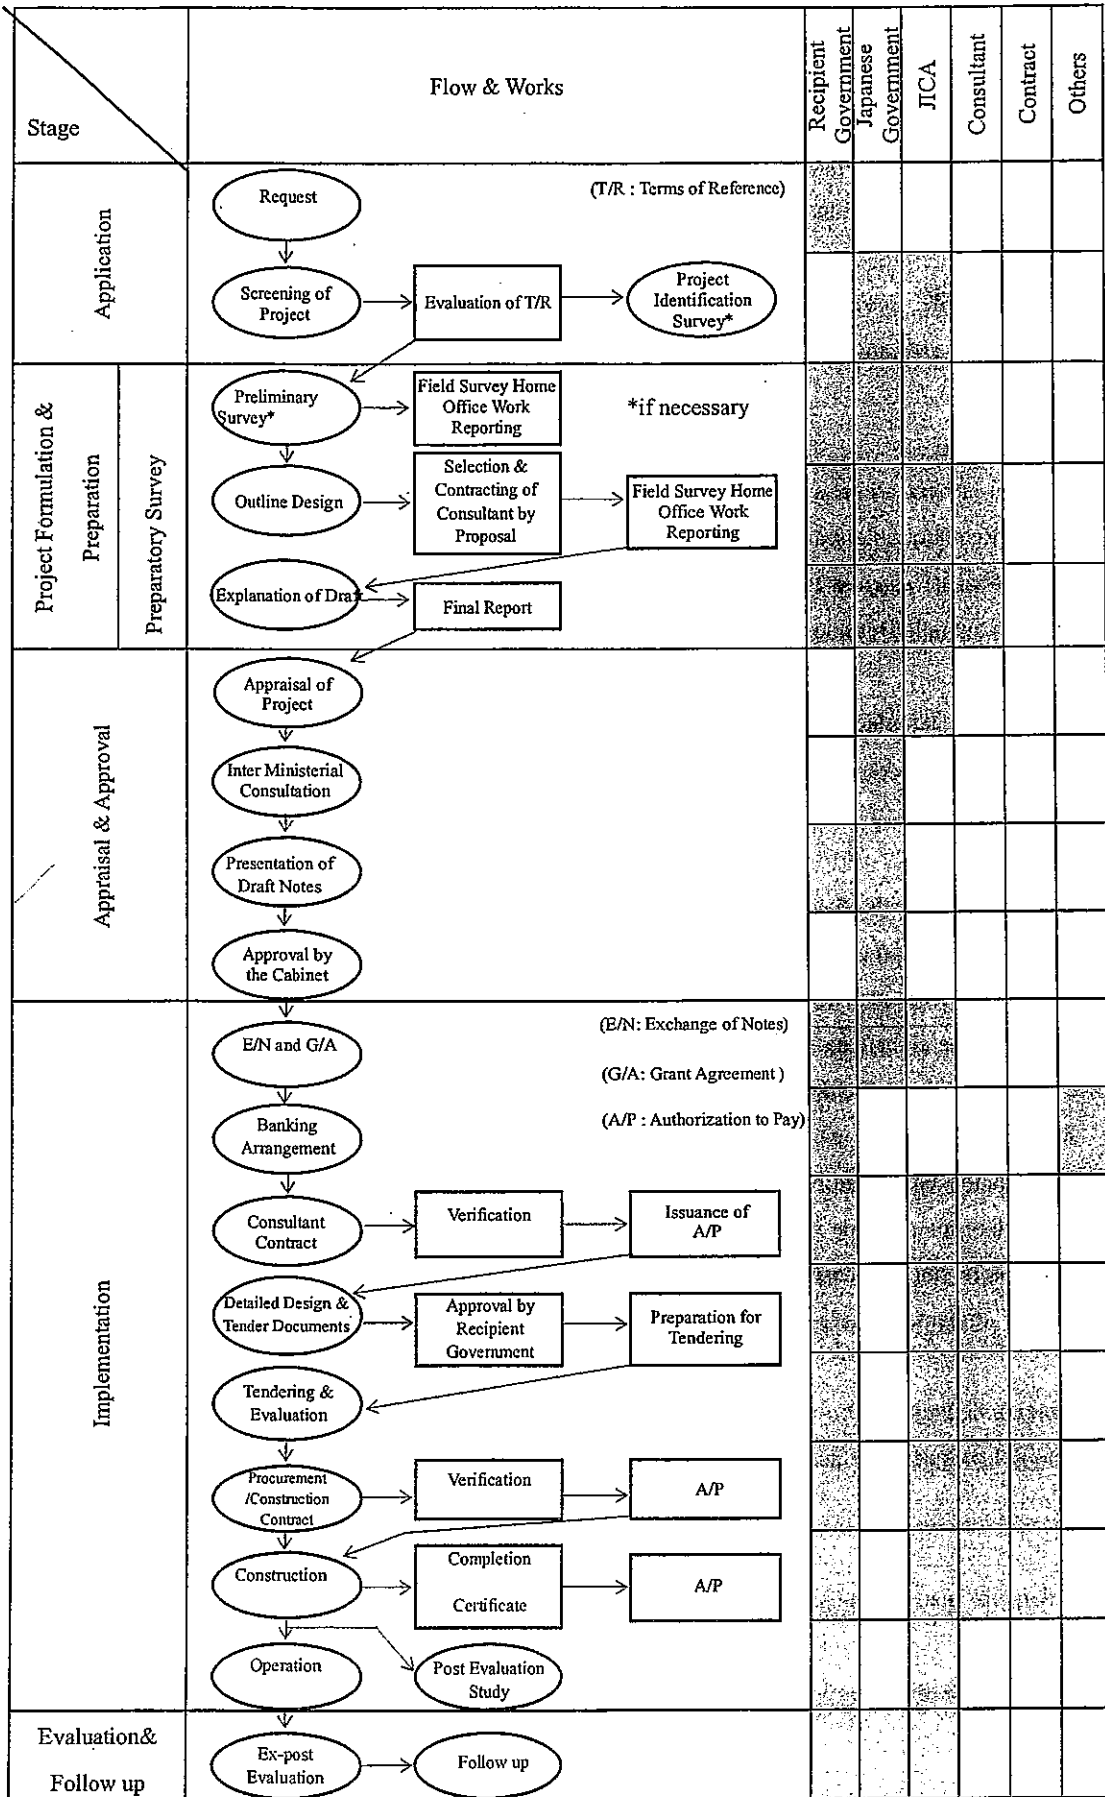 Stage
Flow & Works
Recipient
Government
Japanese
Government
JICA
Consultant
Contract
Others
Application
Request
(T/R : Terms of Reference)
Screening of
Project
Evaluation of T/R
Project
Identification
Survey*
Project Formulation &
Preparation
Preparatory Survey
Preliminary
Survey*
Field Survey Home
Office Work
Reporting
*if necessary
Outline Design
Selection &
Contracting of
Consultant by
Proposal
Field Survey Home
Office Work
Reporting
Explanation of Draft
Final Report
Appraisal & Approval
Appraisal of
Project
Inter Ministerial
Consultation
Presentation of
Draft Notes
Approval by
the Cabinet
Implementation
E/N and G/A
(E/N: Exchange of Notes)
(G/A: Grant Agreement )
(A/P : Authorization to Pay)
Banking
Arrangement
Consultant
Contract
Verification
Issuance of
A/P
Detailed Design &
Tender Documents
Approval by
Recipient
Government
Preparation for
Tendering
Tendering &
Evaluation
Procurement
/Construction
Contract
Verification
A/P
Construction
Completion
Certificate
A/P
Operation
Post Evaluation
Study
Evaluation&
Follow up
Ex-post
Evaluation
Follow up